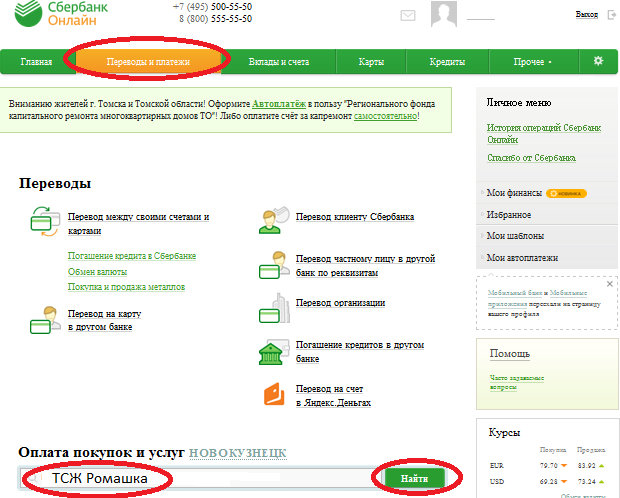 Сбербанк
Онлайн
+7 (495) 500-55-50
8 (800) 555-55-50
Выход
Главная
Переводы и платежи
Вклады и счета
Карты
Кредиты
Прочее
Вниманию жителей г. Томска и Томской области! Оформите Автоплатёж в пользу "Регионального фонда
капитального ремонта многоквартирных домов ТО"! Либо оплатите счёт за капремонт самостоятельно!
Личное меню
История операций Сбербанк
Онлайн
Спасибо от Сбербанка
Мои финансы
НОВИНКА
Избранное
Мои шаблоны
Мои автоплатежи
Мобильный банк и Мобильные
приложения переехали на страницу
вашего профиля
Помощь
Часто задаваемые
вопросы
Курсы
Покупка Продажа
EUR 79.70 83.92
USD 69.28 73.24
Обмен валюты
Переводы
Перевод между своими счетами и
картами
Погашение кредита в Сбербанке
Обмен валюты
Покупка и продажа металлов
Перевод на карту
в другом банке
Перевод клиенту Сбербанка
Перевод частному лицу в другой
банк по реквизитам
Перевод организации
Погашение кредитов в другом
банке
Перевод на счет
в Яндекс.Деньгах
Оплата покупок и услуг НОВОКУЗНЕЦК
ТСЖ Ромашка
Найти